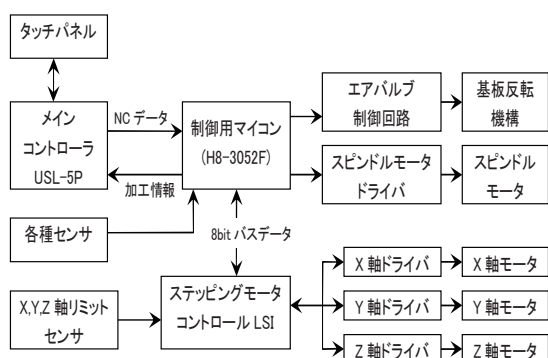 タッチパネル
メイン
コントローラ
USL-5P
NC データ
加工情報
制御用マイコン
(H8-3052F)
エアバルブ
制御回路
基板反転
機構
スピンドルモータ
ドライバ
スピンドル
モータ
各種センサ
8bit バスデータ
X,Y,Z 軸リミット
センサ
ステッピングモータ
コントロール LSI
X 軸ドライバ
X 軸モータ
Y 軸ドライバ
Y 軸モータ
Z 軸ドライバ
Z 軸モータ